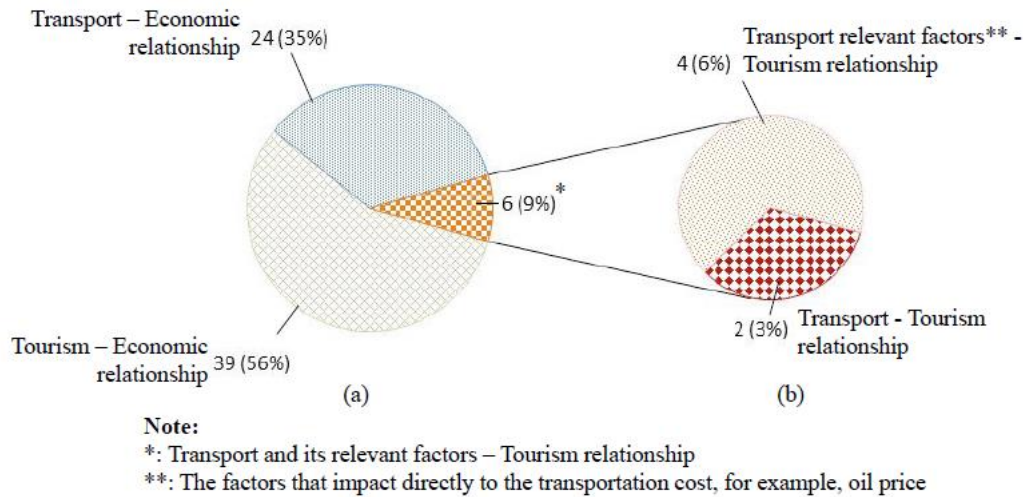 Transport – Economic
relationship
24 (35%)
Transport relevant factors** -
4 (6%) Tourism relationship
6 (9%)*
Tourism – Economic
relationship
39 (56%)
2 (3%)
Transport - Tourism
relationship
(a)
(b)
Note:
*: Transport and its relevant factors – Tourism relationship
**: The factors that impact directly to the transportation cost, for example, oil price